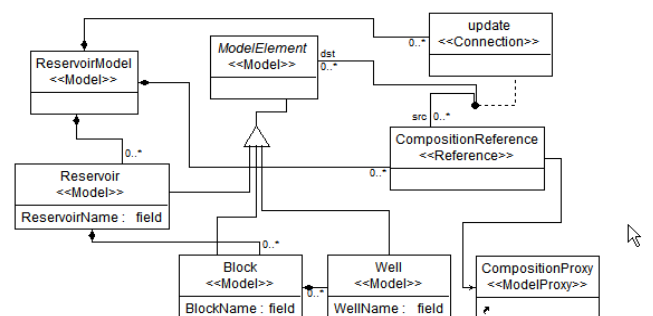 update
<<Connection>>
0..*
ModelElement
<<Model>>
dst
0..*
ReservoirModel
<<Model>>
src 0..*
CompositionReference
<<Reference>>
0..*
0..*
Reservoir
<<Model>>
ReservoirName : field
0..*
Block
<<Model>>
BlockName : field
0..*
Well
<<Model>>
WellName : field
CompositionProxy
<<ModelProxy>>